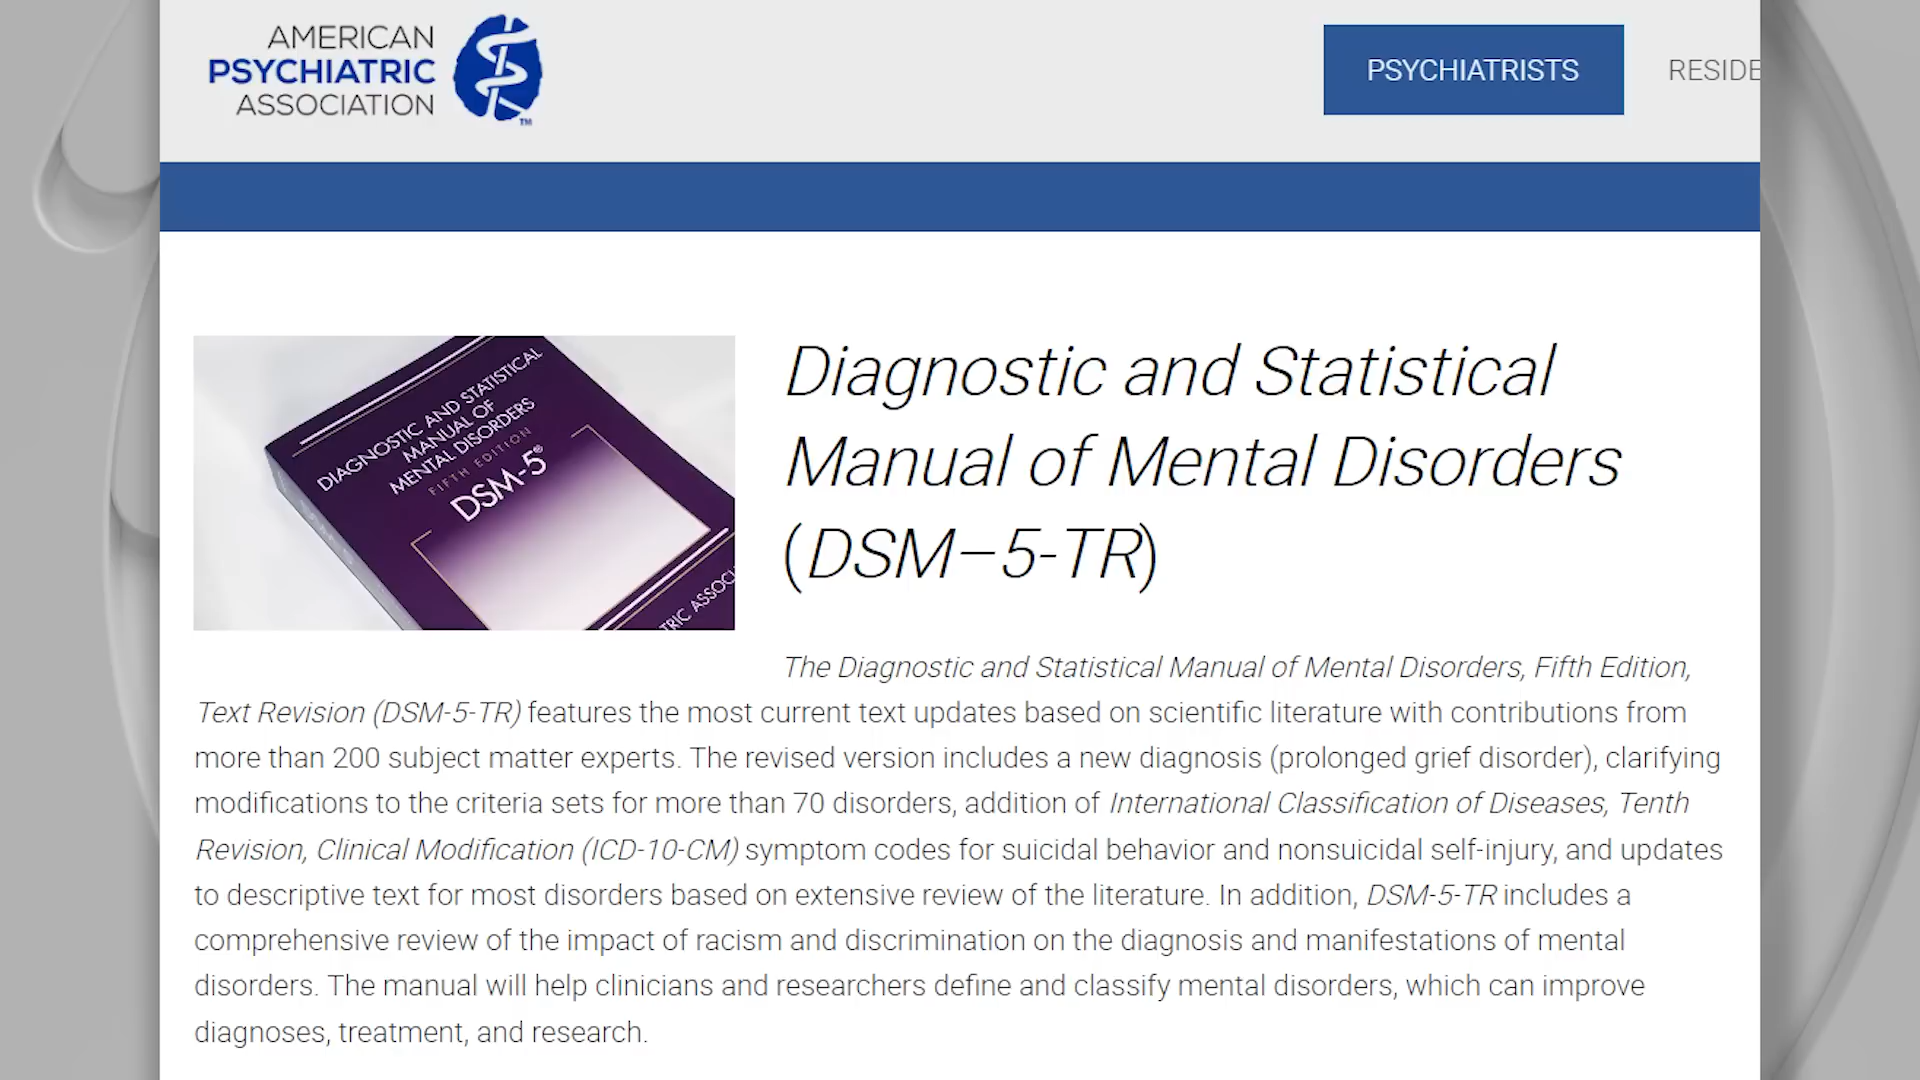 AMERICAN
PSYCHIATRIC
ASSOCIATION
TM
PSYCHIATRISTS
RESIDE
DIAGNOSTIC AND STATISTICAL
MANUAL OF
MENTAL DISORDERS
FIFTH EDITION
DSM-5®
TRIC ASSOCI
Diagnostic and Statistical
Manual of Mental Disorders
(DSM–5-TR)
The Diagnostic and Statistical Manual of Mental Disorders, Fifth Edition,
Text Revision (DSM-5-TR) features the most current text updates based on scientific literature with contributions from
more than 200 subject matter experts. The revised version includes a new diagnosis (prolonged grief disorder), clarifying
modifications to the criteria sets for more than 70 disorders, addition of International Classification of Diseases, Tenth
Revision, Clinical Modification (ICD-10-CM) symptom codes for suicidal behavior and nonsuicidal self-injury, and updates
to descriptive text for most disorders based on extensive review of the literature. In addition, DSM-5-TR includes a
comprehensive review of the impact of racism and discrimination on the diagnosis and manifestations of mental
disorders. The manual will help clinicians and researchers define and classify mental disorders, which can improve
diagnoses, treatment, and research.